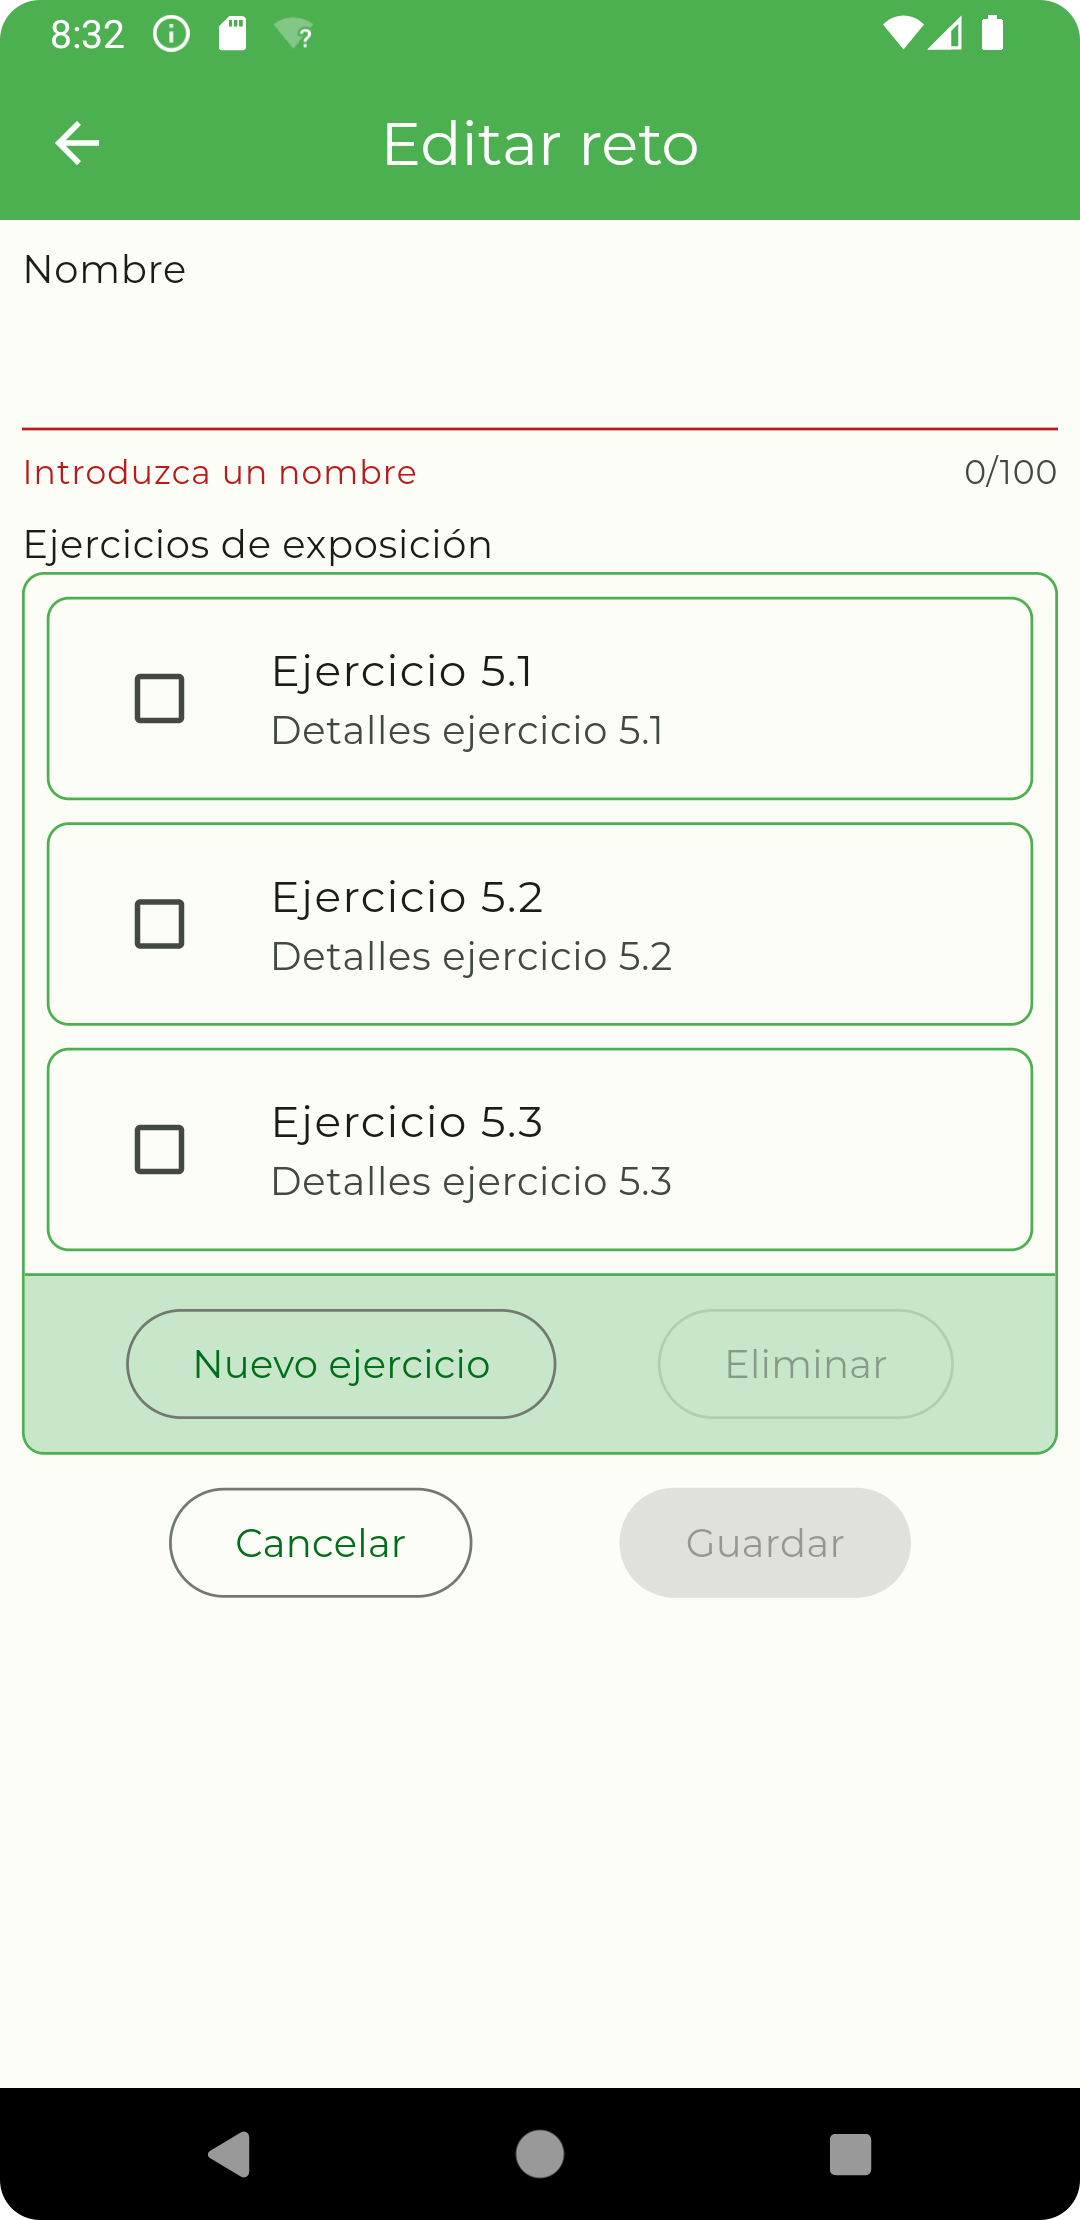 8:32
Editar reto
Nombre
Introduzca un nombre 0/100
Ejercicios de exposición
Ejercicio 5.1
Detalles ejercicio 5.1
Ejercicio 5.2
Detalles ejercicio 5.2
Ejercicio 5.3
Detalles ejercicio 5.3
Nuevo ejercicio Eliminar
Cancelar Guardar